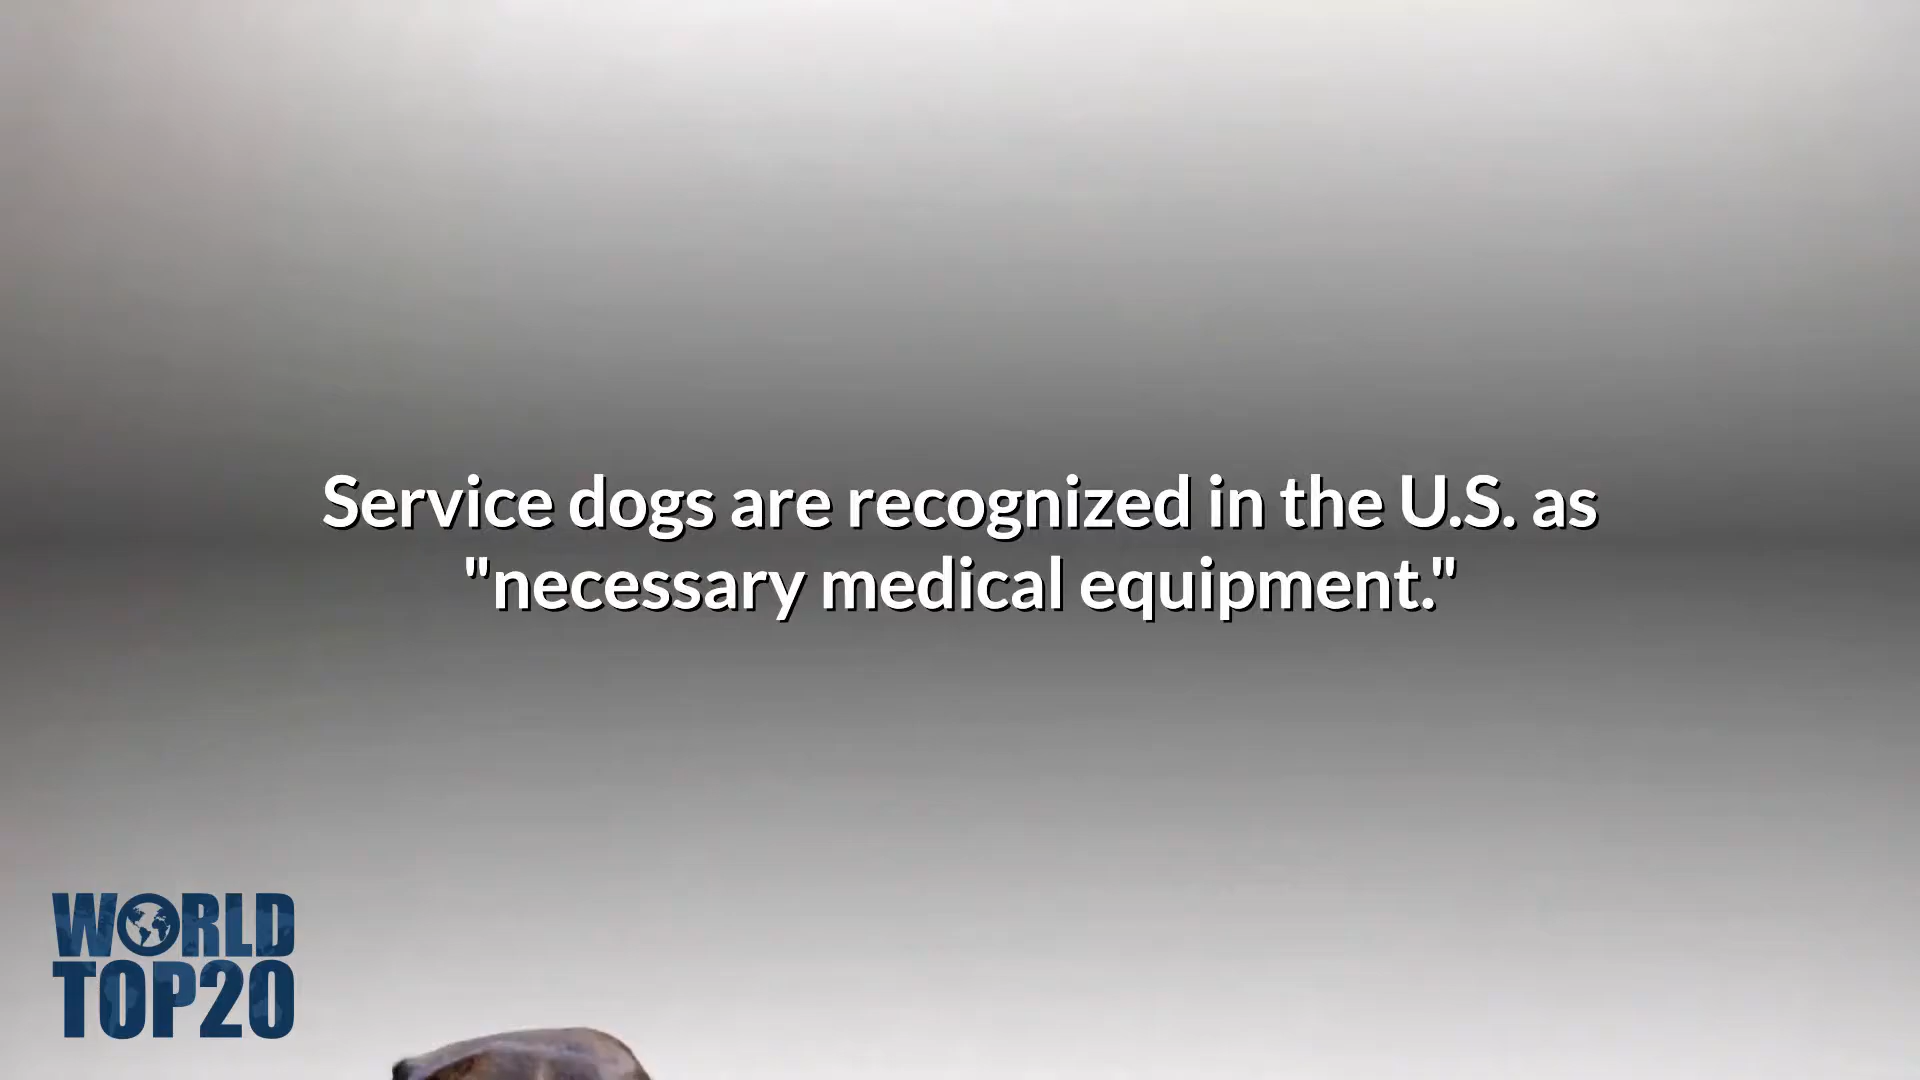 Service dogs are recognized in the U.S. as
"necessary medical equipment."
WORLD
TOP20